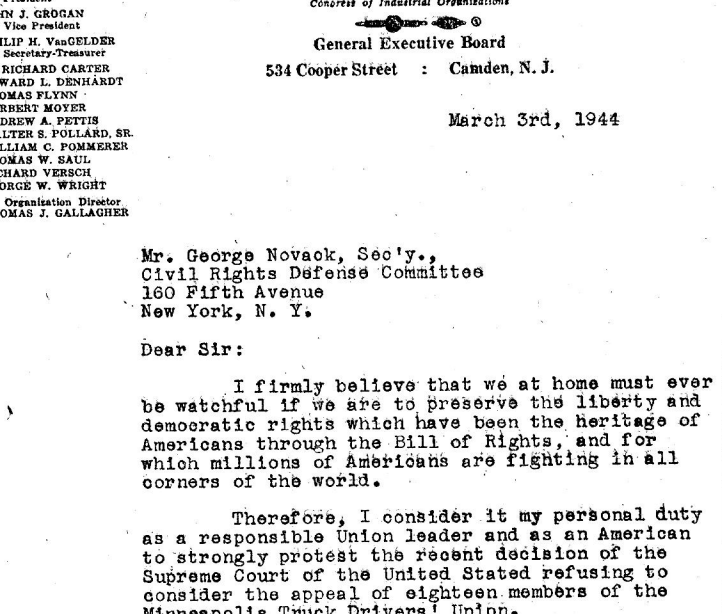 HN J. GROGAN
Vice President
ILIP H. VanGELDER
Secretary-Treasurer
RICHARD CARTER
WARD L. DENHARDT
OMAS FLYNN
RBERT MOYER
DREW A. PETTIS
LTER S. POLLARD, SR.
LLIAM C. POMMERER
OMAS W. SAUL
CHARD VERSCH
ORGE W. WRIGHT
Organization Director
OMAS J. GALLAGHER
Congress of Industrial Organizations
General Executive Board
534 Cooper Street : Camden, N. J.
March 3rd, 1944
Mr. George Novack, Sec'y.,
Civil Rights Defense Committee
160 Fifth Avenue
New York, N. Y.
Dear Sir:
I firmly believe that we at home must ever
be watchful if we are to preserve the liberty and
democratic rights which have been the heritage of
Americans through the Bill of Rights, and for
which millions of Americans are fighting in all
corners of the world.
Therefore, I consider it my personal duty
as a responsible Union leader and as an American
to strongly protest the recent decision of the
Supreme Court of the United Stated refusing to
consider the appeal of eighteen members of the
Minneapolis Truck Drivers' Union.